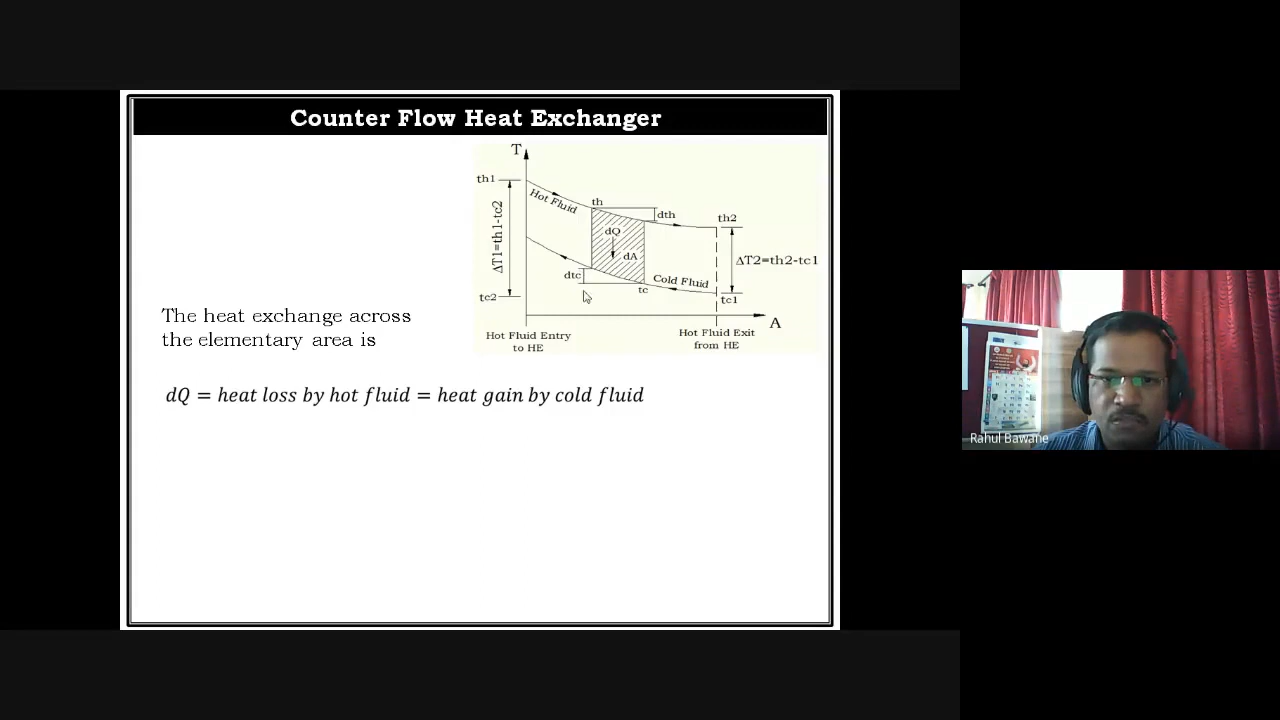 Counter Flow Heat Exchanger
T
th1
th
dth
th2
Hot Fluid
ΔT1=th1-tc2
dQ
dA
ΔT2=th2-tc1
dtc
Cold Fluid
tc2
tc
tc1
A
Hot Fluid Entry
to HE
Hot Fluid Exit
from HE
The heat exchange across
the elementary area is
dQ = heat loss by hot fluid = heat gain by cold fluid
Rahul Bawane